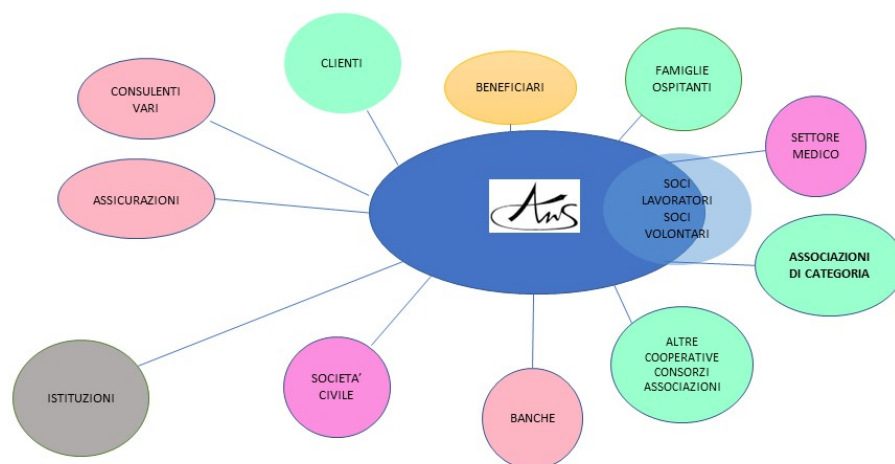 CLIENTI
BENEFICIARI
FAMIGLIE
OSPITANTI
CONSULENTI
VARI
SETTORE
MEDICO
ASSICURAZIONI
AnS
SOCI
LAVORATORI
SOCI
VOLONTARI
ASSOCIAZIONI
DI CATEGORIA
ISTITUZIONI
SOCIETA’
CIVILE
BANCHE
ALTRE
COOPERATIVE
CONSORZI
ASSOCIAZIONI